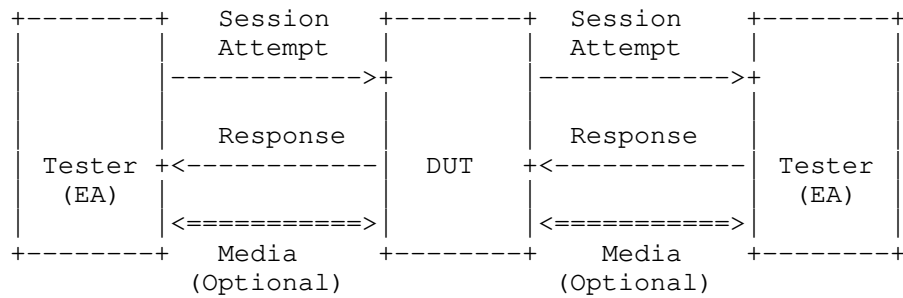 +--------+   Session   +--------+  Session    +--------+
|        |   Attempt   |        |  Attempt    |        |
|        |------------>+        |------------>+        |
|        |             |        |             |        |
|        |   Response  |        |  Response   |        |
| Tester +<------------|  DUT   +<------------| Tester |
|  (EA)  |             |        |             |  (EA)  |
|        |<===========>|        |<===========>|        |
+--------+   Media     +--------+   Media     +--------+
(Optional) (Optional)